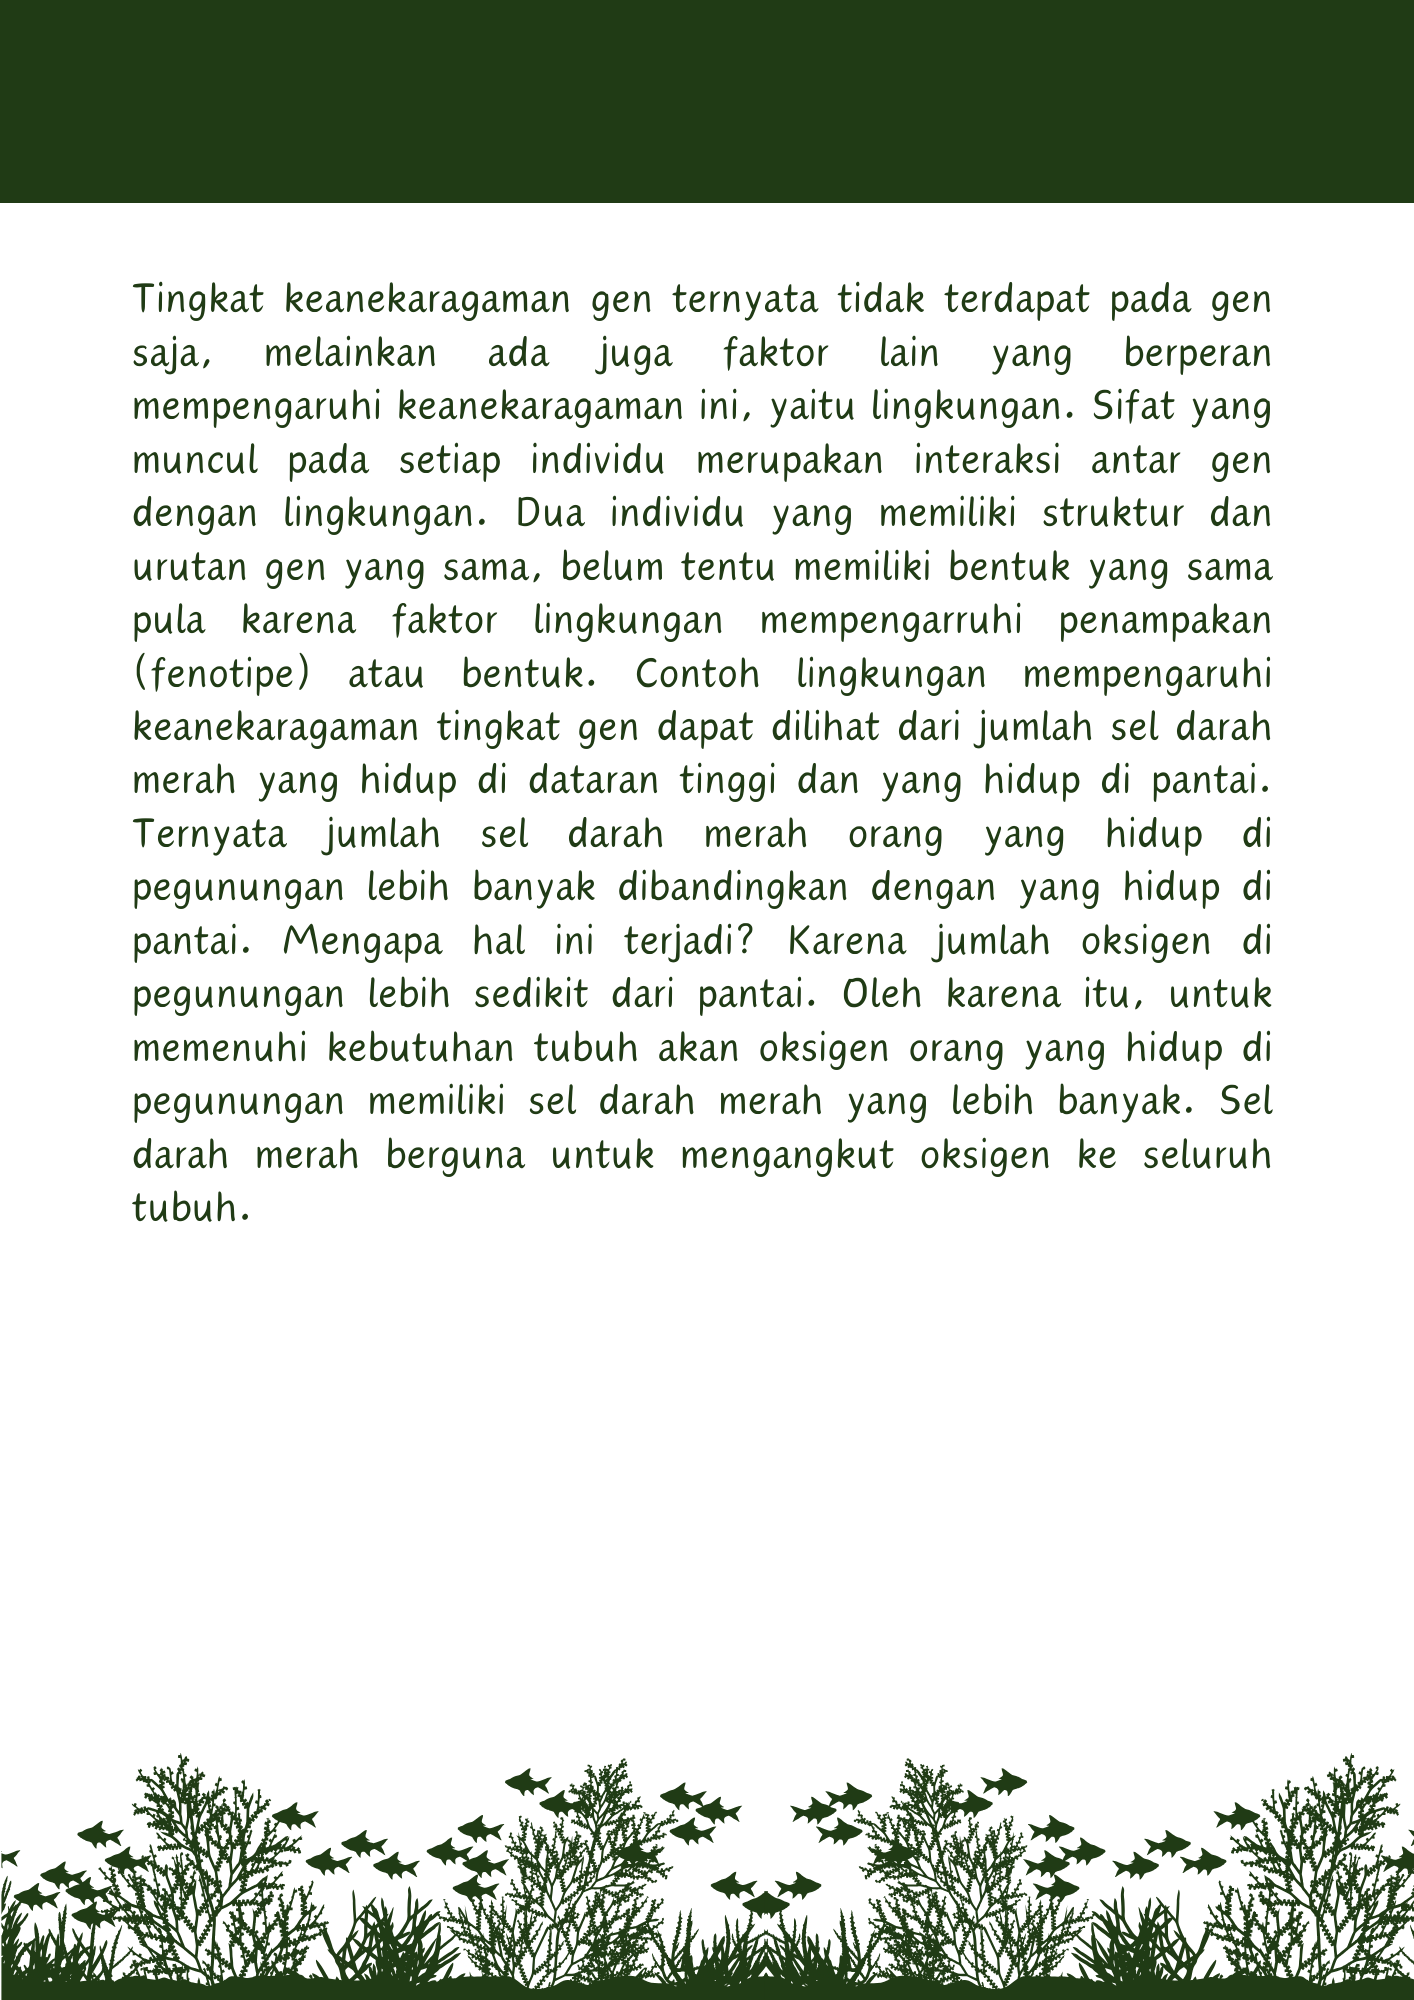 Tingkat keanekaragaman gen ternyata tidak terdapat pada gen
saja, melainkan ada juga faktor lain yang berperan
mempengaruhi keanekaragaman ini, yaitu lingkungan. Sifat yang
muncul pada setiap individu merupakan interaksi antar gen
dengan lingkungan. Dua individu yang memiliki struktur dan
urutan gen yang sama, belum tentu memiliki bentuk yang sama
pula karena faktor lingkungan mempengarruhi penampakan
(fenotipe) atau bentuk. Contoh lingkungan mempengaruhi
keanekaragaman tingkat gen dapat dilihat dari jumlah sel darah
merah yang hidup di dataran tinggi dan yang hidup di pantai.
Ternyata jumlah sel darah merah orang yang hidup di
pegunungan lebih banyak dibandingkan dengan yang hidup di
pantai. Mengapa hal ini terjadi? Karena jumlah oksigen di
pegunungan lebih sedikit dari pantai. Oleh karena itu, untuk
memenuhi kebutuhan tubuh akan oksigen orang yang hidup di
pegunungan memiliki sel darah merah yang lebih banyak. Sel
darah merah berguna untuk mengangkut oksigen ke seluruh
tubuh.